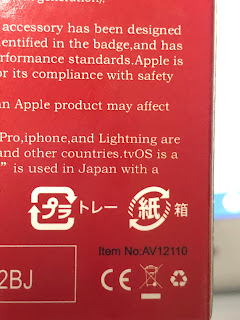 accessory has been designed
entified in the badge,and has
rformance standards.Apple is
or its compliance with safety
an Apple product may affect
Pro,iphone,and Lightning are
and other countries.tvOS is a
" is used in Japan with a
プラ トレー 紙 箱
Item No:AV12110
2BJ
CE